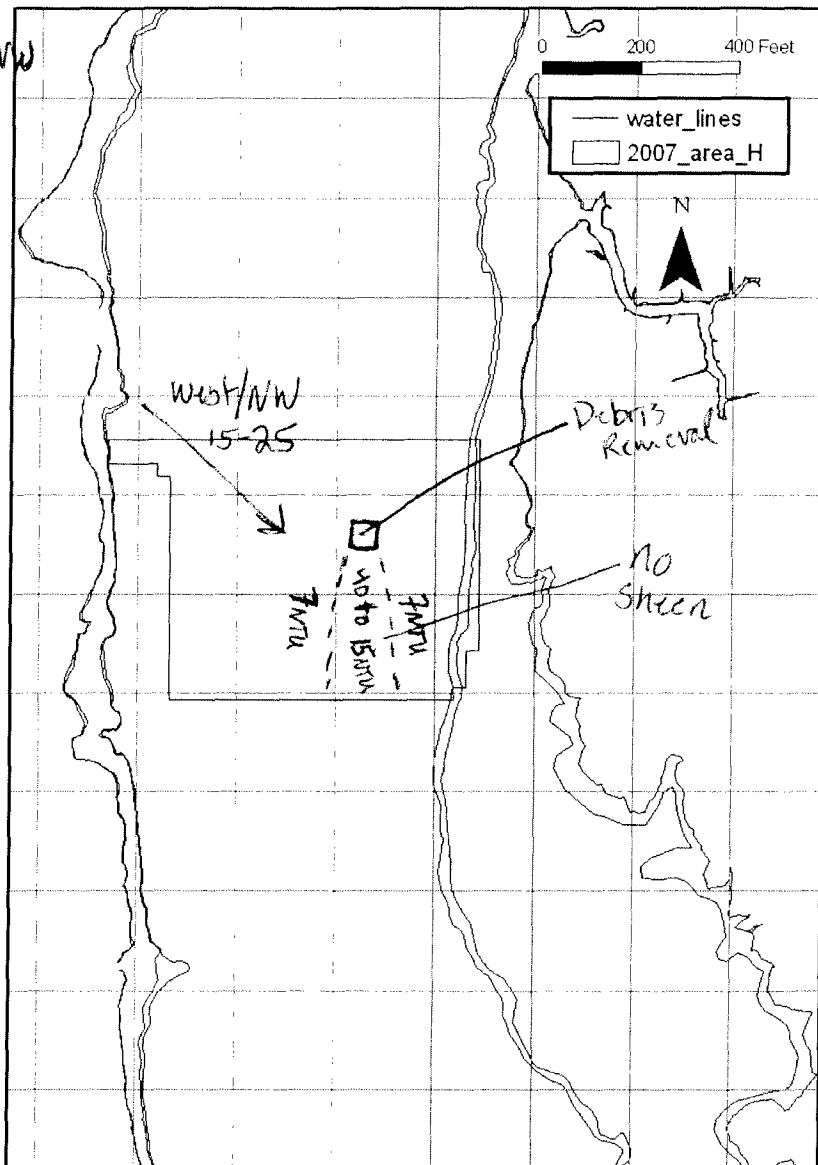 NW
0 200 400 Feet
water_lines
2007_area_H
N
West/NW
15-25
Debris
Removal
no
Sheen
7NTU
up to 15NTU
7NTU